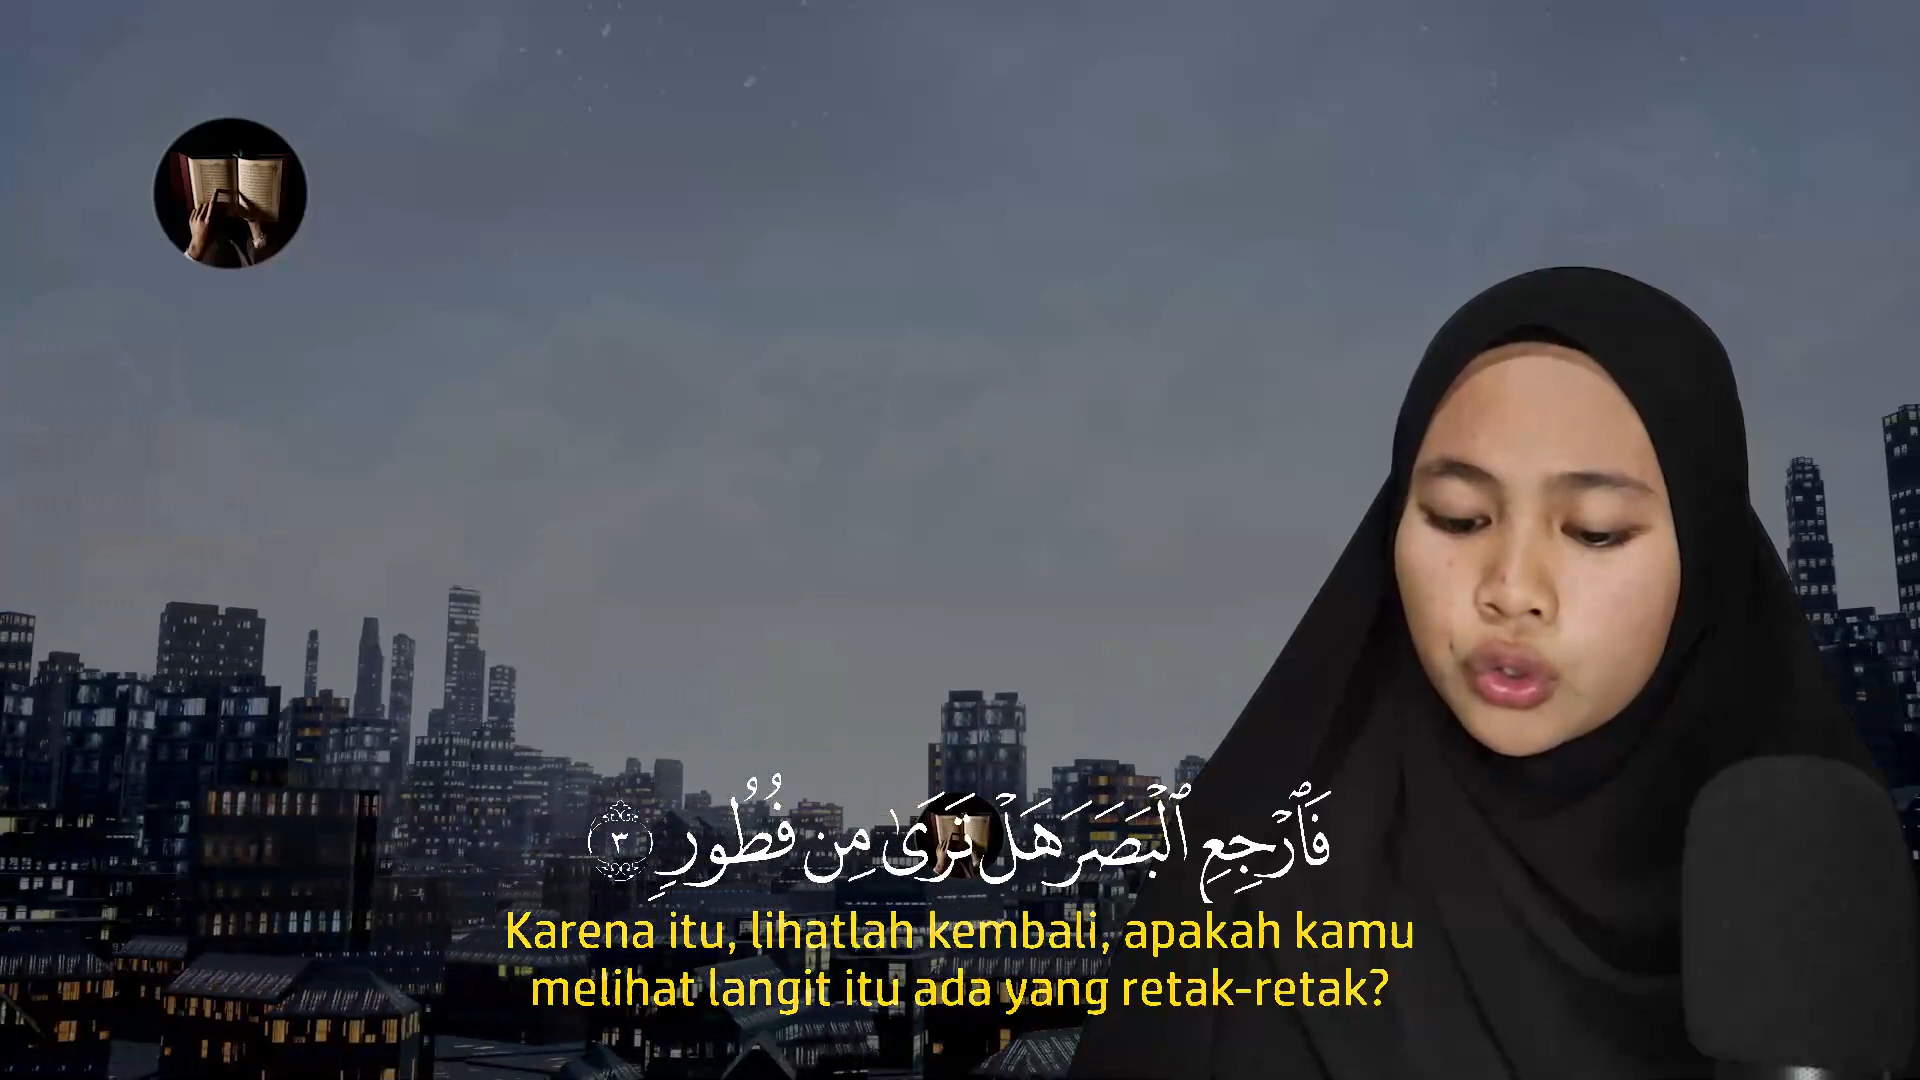 فَٱرْجِعِ ٱلْبَصَرَ هَلْ تَرَىٰ مِن فُطُورٍ ۝٣
Karena itu, lihatlah kembali, apakah kamu
melihat langit itu ada yang retak-retak?